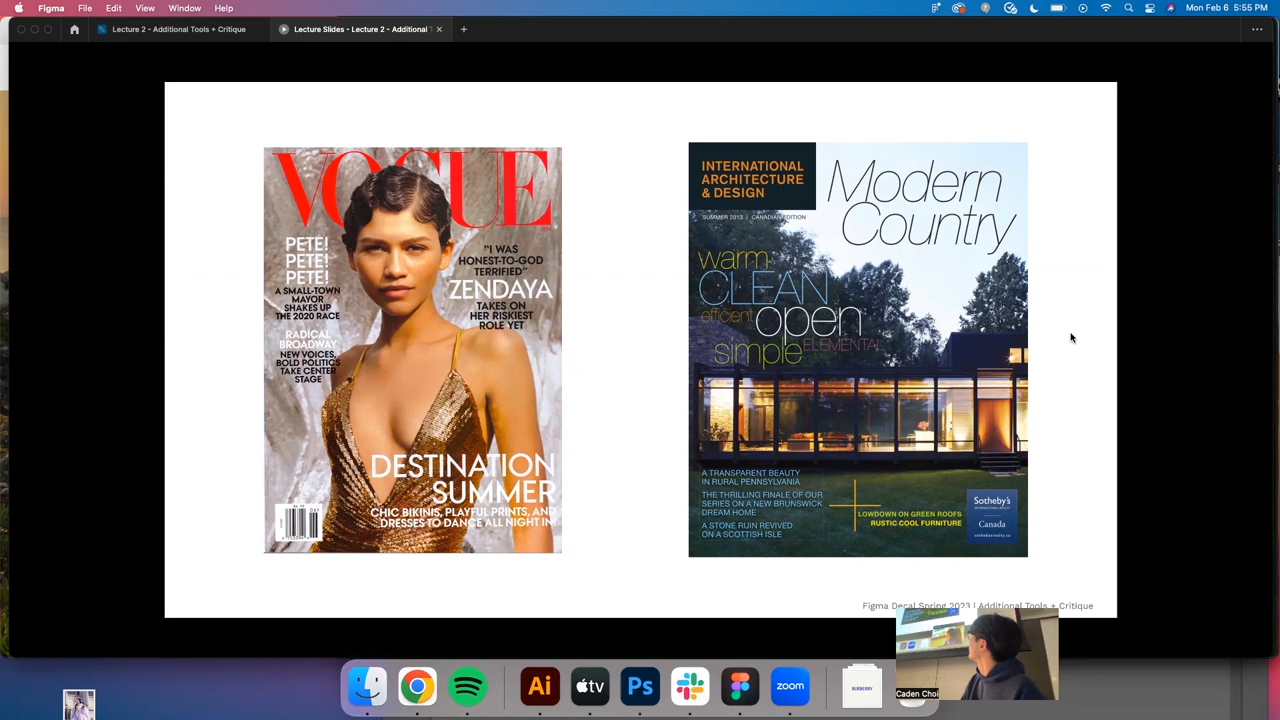 Figma File Edit View Window Help
Mon Feb 6 5:55 PM
Lecture 2 - Additional Tools + Critique
Lecture Slides - Lecture 2 - Additional
VOGUE
PETE!
PETE!
PETE!
A SMALL-TOWN
MAYOR
SHAKES UP
THE 2020 RACE
RADICAL
BROADWAY
NEW VOICES,
BOLD POLITICS
TAKE CENTER
STAGE
"I WAS
HONEST-TO-GOD
TERRIFIED"
ZENDAYA
TAKES ON
HER RISKIEST
ROLE YET
DESTINATION
SUMMER
CHIC BIKINIS, PLAYFUL PRINTS, AND
DRESSES TO DANCE ALL NIGHT IN!
INTERNATIONAL
ARCHITECTURE
& DESIGN
SUMMER 2013 | CANADIAN EDITION
Modern
Country
warm
CLEAN
efficient
open
ELEMENTAL
simple
A TRANSPARENT BEAUTY
IN RURAL PENNSYLVANIA
THE THRILLING FINALE OF OUR
SERIES ON A NEW BRUNSWICK
DREAM HOME
A STONE RUIN REVIVED
ON A SCOTTISH ISLE
LOWDOWN ON GREEN ROOFS
RUSTIC COOL FURNITURE
Sotheby's
INTERNATIONAL REALTY
Canada
sothebysrealty.ca
Figma Decal Spring 2023 | Additional Tools + Critique
Caden Choi
Ai
tv
Ps
zoom
BURBERRY